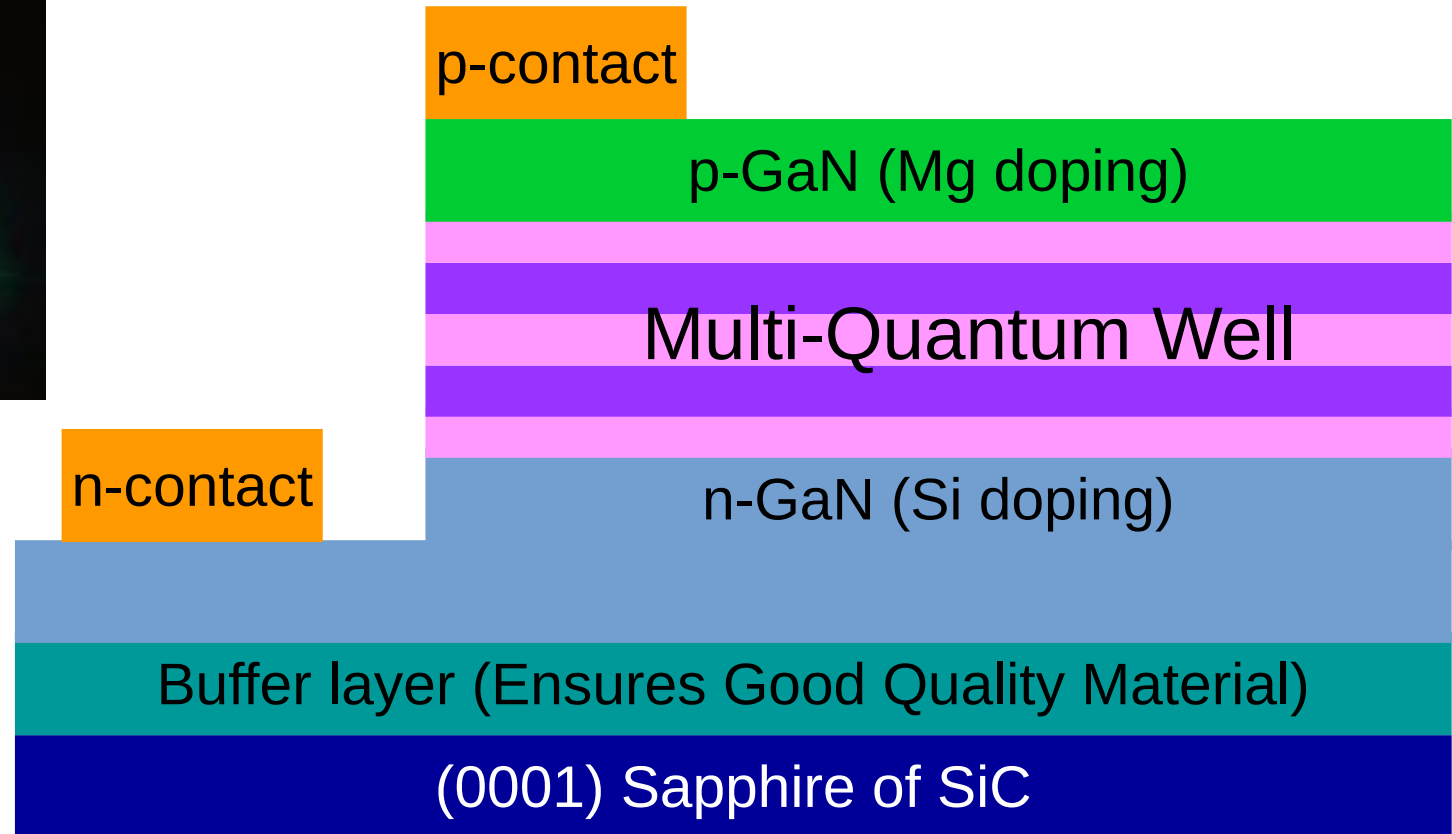 p-contact
p-GaN (Mg doping)
Multi-Quantum Well
n-contact
n-GaN (Si doping)
Buffer layer (Ensures Good Quality Material)
(0001) Sapphire of SiC